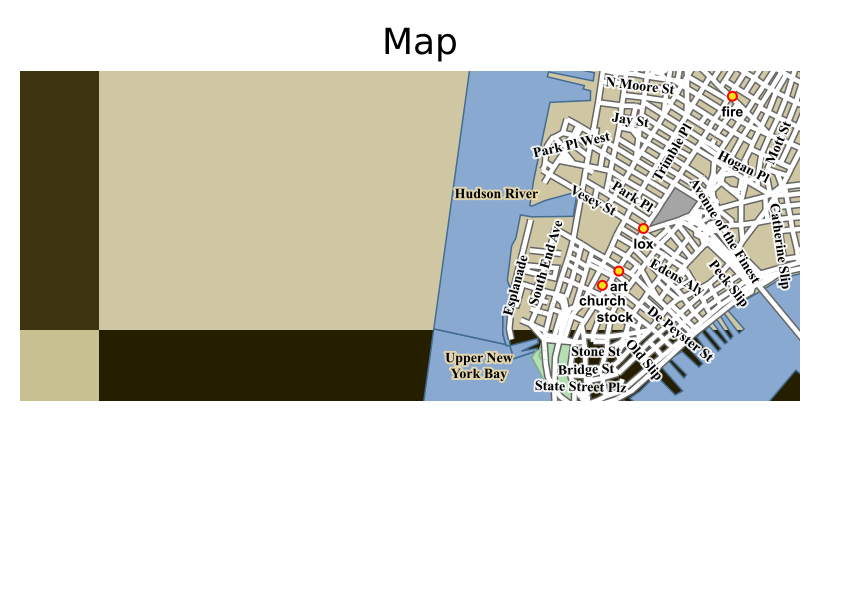 Map
N Moore St
fire
Jay St
Mott St
Park Pl West
Trimble Pl
Hogan Pl
Hudson River
Park Pl
Vesey St
Avenue of the Finest
Catherine Slip
lox
South End Ave
Esplanade
Edens Aly
Peck Slip
art
church
stock
De Peyster St
Old Slip
Stone St
Upper New
York Bay
Bridge St
State Street Plz